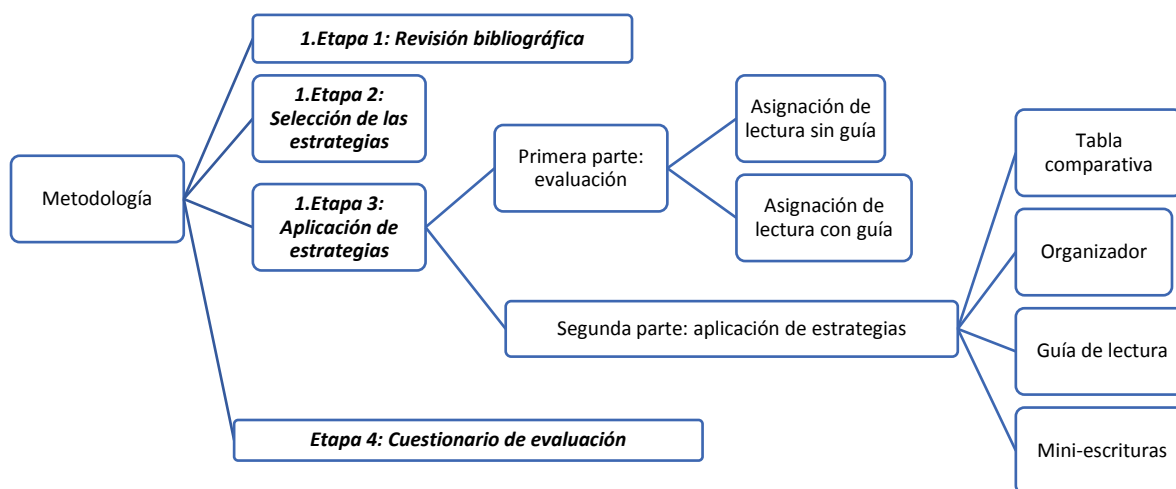 Metodología
1.Etapa 1: Revisión bibliográfica
1.Etapa 2:
Selección de las
estrategias
1.Etapa 3:
Aplicación de
estrategias
Primera parte:
evaluación
Asignación de
lectura sin guía
Asignación de
lectura con guía
Segunda parte: aplicación de estrategias
Tabla
comparativa
Organizador
Guía de lectura
Mini-escrituras
Etapa 4: Cuestionario de evaluación